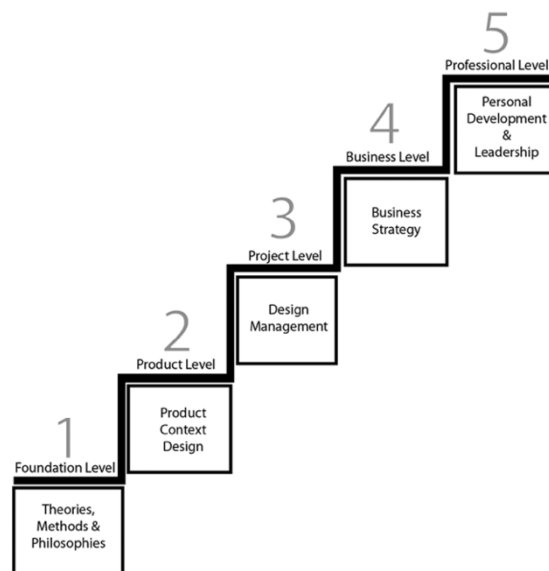 5
Professional Level
Personal
Development
&
Leadership
4
Business Level
Business
Strategy
3
Project Level
Design
Management
2
Product Level
Product
Context
Design
1
Foundation Level
Theories,
Methods &
Philosophies